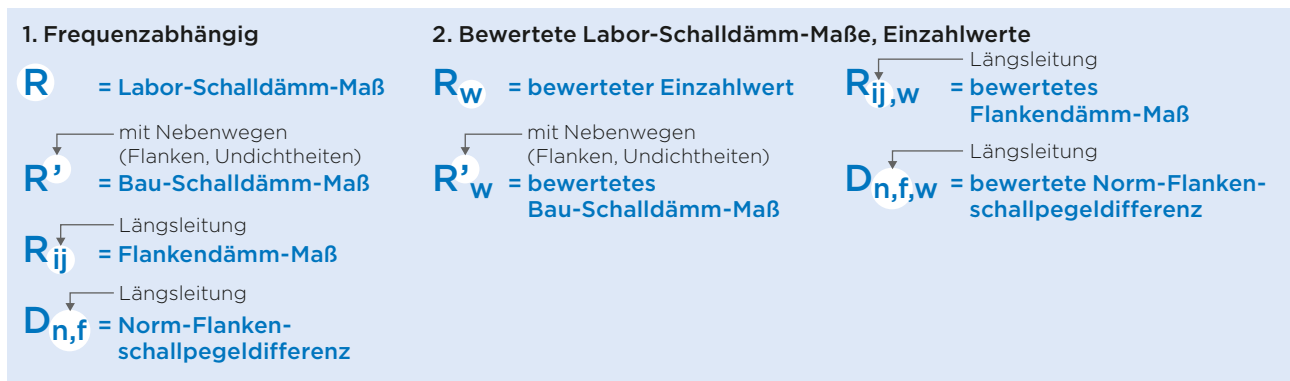 1. Frequenzabhängig
R = Labor-Schalldämm-Maß
mit Nebenwegen
(Flanken, Undichtheiten)
R’ = Bau-Schalldämm-Maß
Längsleitung
Rij = Flankendämm-Maß
Längsleitung
Dn,f = Norm-Flanken-
schallpegeldifferenz
2. Bewertete Labor-Schalldämm-Maße, Einzahlwerte
Rw = bewerteter Einzahlwert
mit Nebenwegen
(Flanken, Undichtheiten)
R’w = bewertetes
Bau-Schalldämm-Maß
Längsleitung
Rij,w = bewertetes
Flankendämm-Maß
Längsleitung
Dn,f,w = bewertete Norm-Flanken-
schallpegeldifferenz